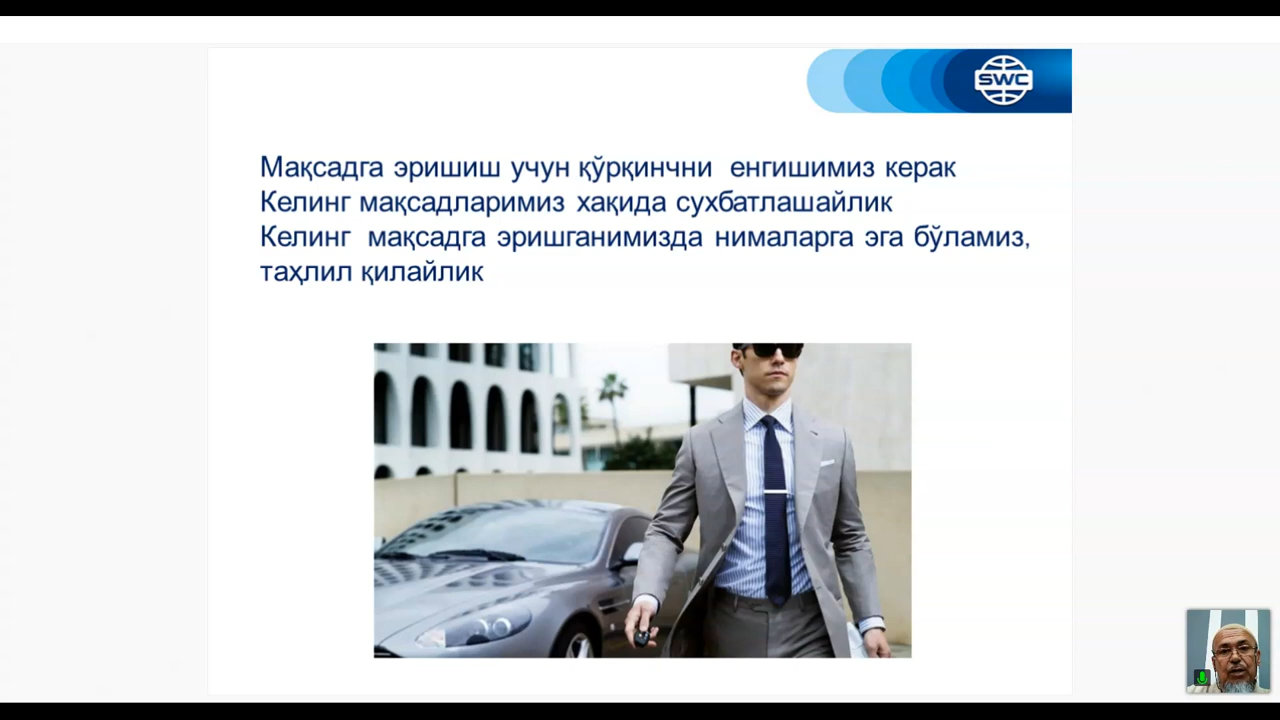 SWC
Мақсадга эришиш учун қўрқинчни енгишимиз керак
Келинг мақсадларимиз хақида сухбатлашайлик
Келинг мақсадга эришганимизда нималарга эга бўламиз,
таҳлил қилайлик